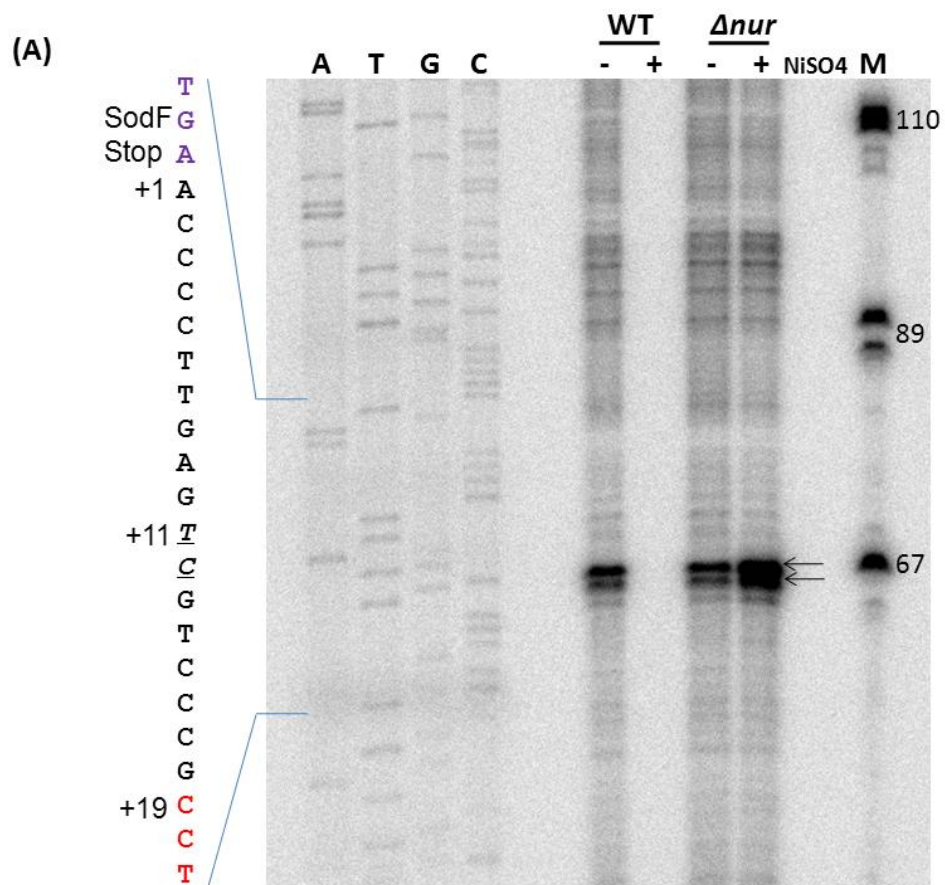 (A)
WT Δnur
A T G C - + - + NiSO4 M
T
SodF G
Stop A
+1 A
C
C
C
C
T
T
G
A
G
+11 T
C
G
T
C
C
C
G
+19 C
C
T
110
89
67